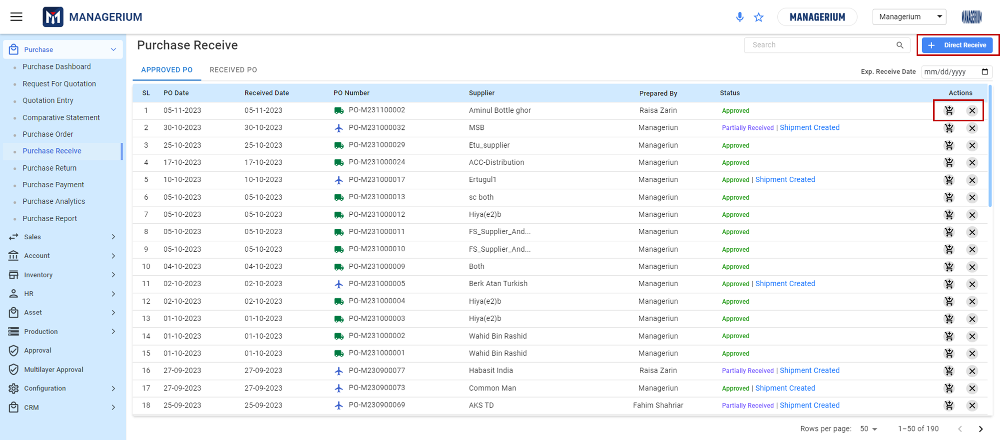 MANAGERIUM
MANAGERIUM
Managerium
MANAGERIUM
Purchase
Purchase Dashboard
Request For Quotation
Quotation Entry
Comparative Statement
Purchase Order
Purchase Receive
Purchase Return
Purchase Payment
Purchase Analytics
Purchase Report
Sales
Account
Inventory
HR
Asset
Production
Approval
Multilayer Approval
Configuration
CRM
Purchase Receive
Search
+ Direct Receive
APPROVED PO RECEIVED PO
Exp. Receive Date mm/dd/yyyy
SL PO Date Received Date PO Number Supplier Prepared By Status Actions
1 05-11-2023 05-11-2023 PO-M231100002 Aminul Bottle ghor Raisa Zarin Approved
2 30-10-2023 30-10-2023 PO-M231000032 MSB Manageriun Partially Received | Shipment Created
3 25-10-2023 25-10-2023 PO-M231000029 Etu_supplier Manageriun Approved
4 17-10-2023 17-10-2023 PO-M231000024 ACC-Distribution Manageriun Approved
5 10-10-2023 10-10-2023 PO-M231000017 Ertugul1 Manageriun Approved | Shipment Created
6 05-10-2023 05-10-2023 PO-M231000013 sc both Manageriun Approved
7 05-10-2023 05-10-2023 PO-M231000012 Hiya(e2)b Manageriun Approved
8 05-10-2023 05-10-2023 PO-M231000011 FS_Supplier_And... Manageriun Approved
9 05-10-2023 05-10-2023 PO-M231000010 FS_Supplier_And... Manageriun Approved
10 04-10-2023 04-10-2023 PO-M231000009 Both Manageriun Approved
11 02-10-2023 02-10-2023 PO-M231000005 Berk Atan Turkish Manageriun Approved | Shipment Created
12 02-10-2023 02-10-2023 PO-M231000004 Hiya(e2)b Manageriun Approved
13 01-10-2023 01-10-2023 PO-M231000003 Hiya(e2)b Manageriun Approved
14 01-10-2023 01-10-2023 PO-M231000002 Wahid Bin Rashid Manageriun Approved
15 01-10-2023 01-10-2023 PO-M231000001 Wahid Bin Rashid Manageriun Approved
16 27-09-2023 27-09-2023 PO-M230900077 Habasit India Raisa Zarin Partially Received | Shipment Created
17 27-09-2023 27-09-2023 PO-M230900073 Common Man Manageriun Approved | Shipment Created
18 25-09-2023 25-09-2023 PO-M230900069 AKS TD Fahim Shahriar Partially Received | Shipment Created
Rows per page: 50 1–50 of 190